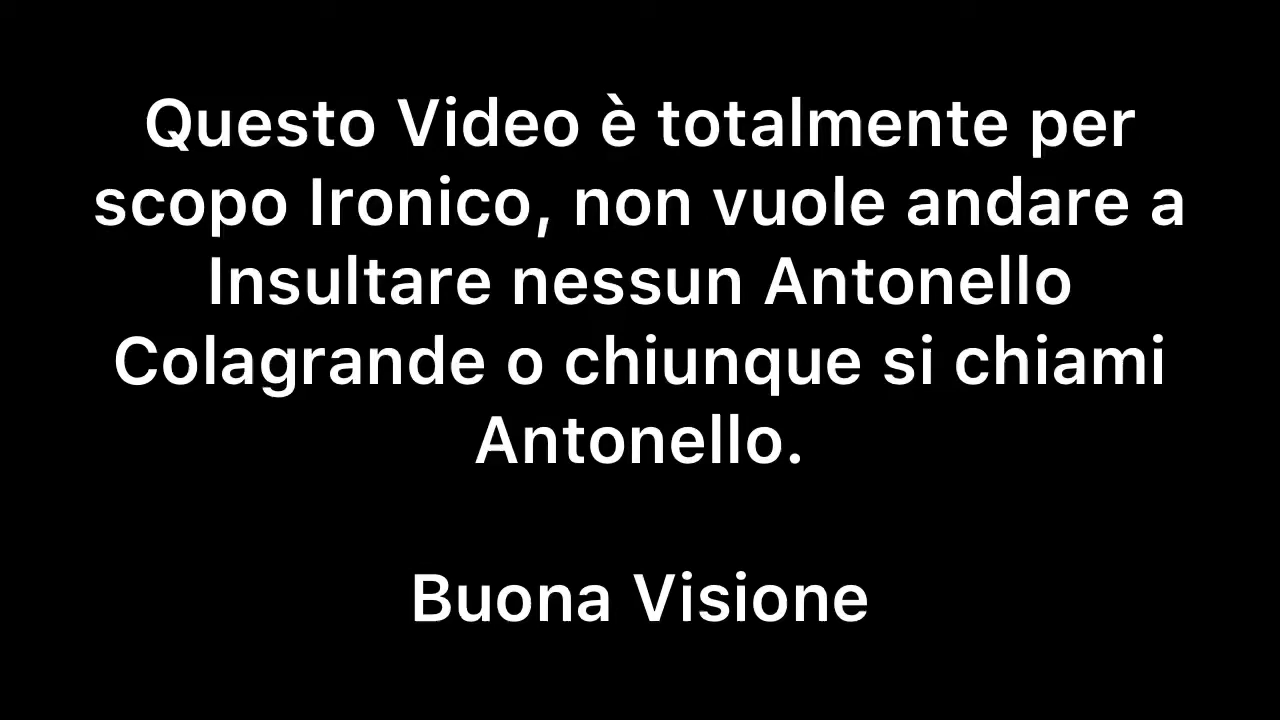 Questo Video è totalmente per
scopo Ironico, non vuole andare a
Insultare nessun Antonello
Colagrande o chiunque si chiami
Antonello.
Buona Visione